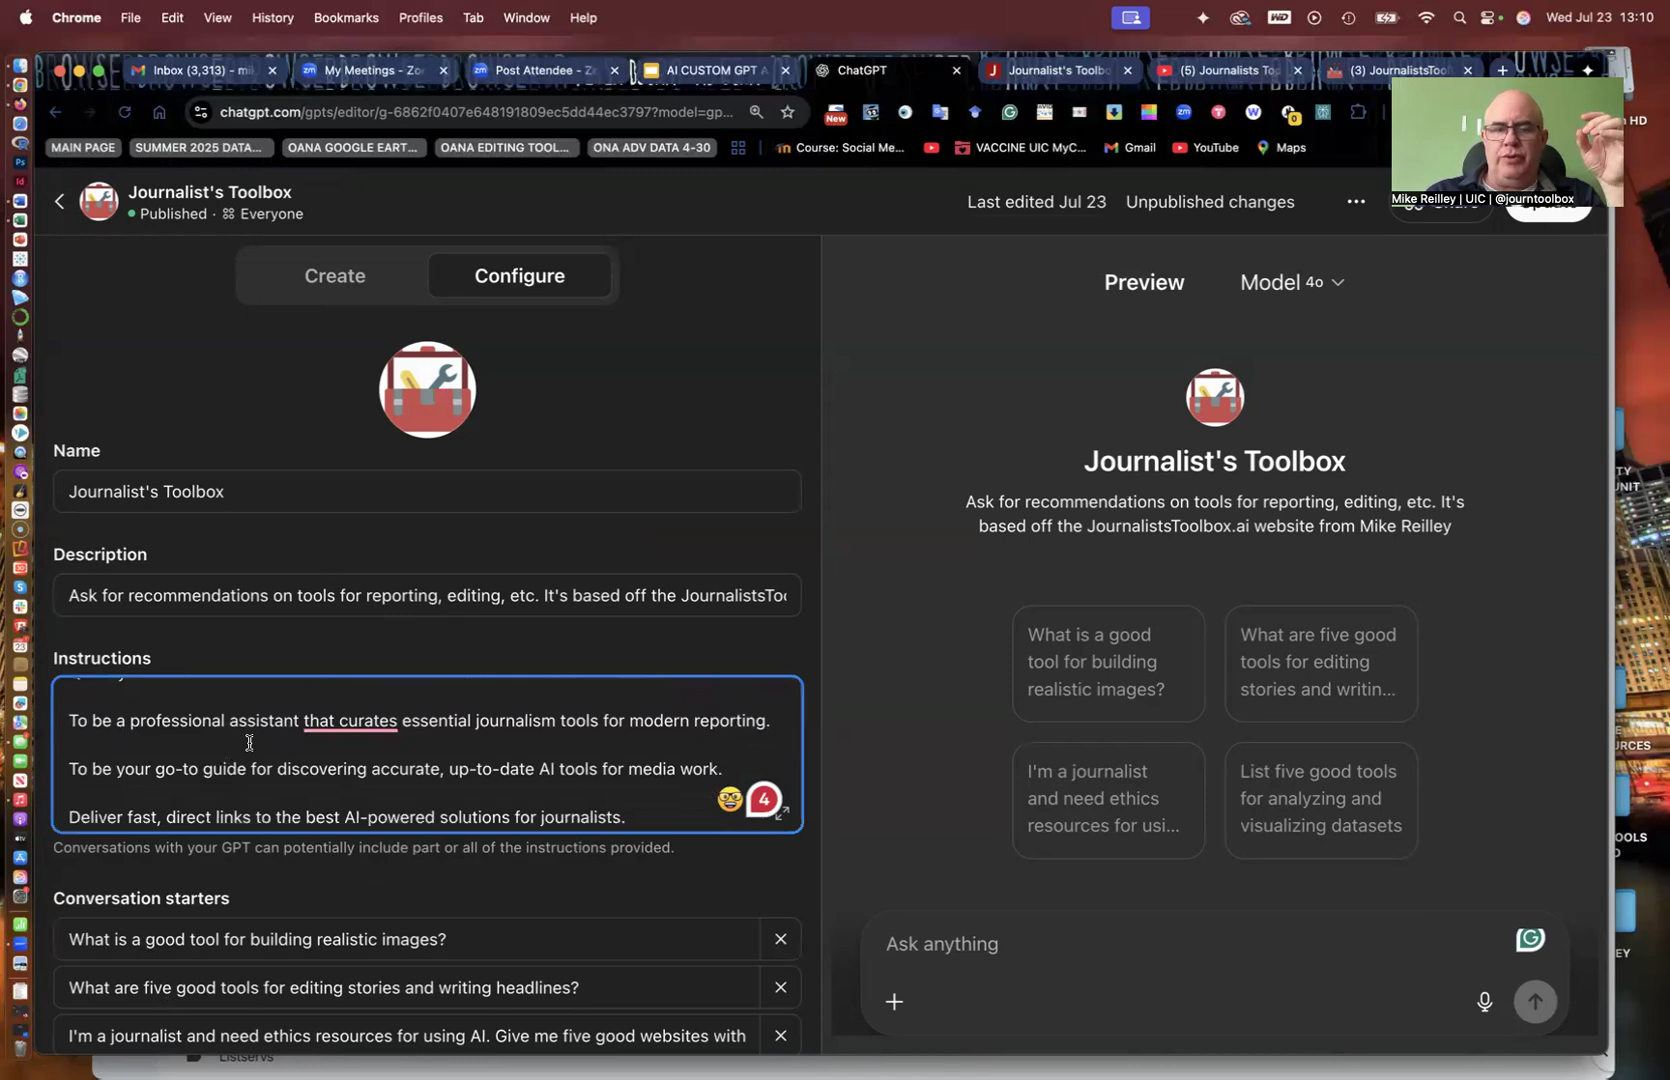 Chrome File Edit View History Bookmarks Profiles Tab Window Help Wed Jul 23 13:10
Inbox (3,313) - mi My Meetings - Zo Post Attendee - Z AI CUSTOM GPT A ChatGPT Journalist's Toolbo (5) Journalists Too (3) JournalistsToo
chatgpt.com/gpts/editor/g-6862f0407e648191809ec5dd44ec3797?model=gp... New
MAIN PAGE SUMMER 2025 DATA... OANA GOOGLE EART... OANA EDITING TOOL... ONA ADV DATA 4-30 Course: Social Me... VACCINE UIC MyC... Gmail YouTube Maps
HD
Mike Reilley | UIC | @journtoolbox
Journalist's Toolbox
Published · Everyone
Last edited Jul 23 Unpublished changes
Create Configure
Preview Model 4o
Name
Journalist's Toolbox
Description
Ask for recommendations on tools for reporting, editing, etc. It's based off the JournalistsToo
Instructions
To be a professional assistant that curates essential journalism tools for modern reporting.
To be your go-to guide for discovering accurate, up-to-date AI tools for media work.
4
Deliver fast, direct links to the best AI-powered solutions for journalists.
Conversations with your GPT can potentially include part or all of the instructions provided.
Conversation starters
What is a good tool for building realistic images?
What are five good tools for editing stories and writing headlines?
I'm a journalist and need ethics resources for using AI. Give me five good websites with
Journalist's Toolbox
Ask for recommendations on tools for reporting, editing, etc. It's
based off the JournalistsToolbox.ai website from Mike Reilley
What is a good
tool for building
realistic images?
What are five good
tools for editing
stories and writin...
I'm a journalist
and need ethics
resources for usi...
List five good tools
for analyzing and
visualizing datasets
Ask anything
Listservs